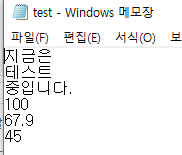 test - Windows 메모장
파일(F) 편집(E) 서식(O) 보
지금은
테스트
중입니다.
100
67.9
45